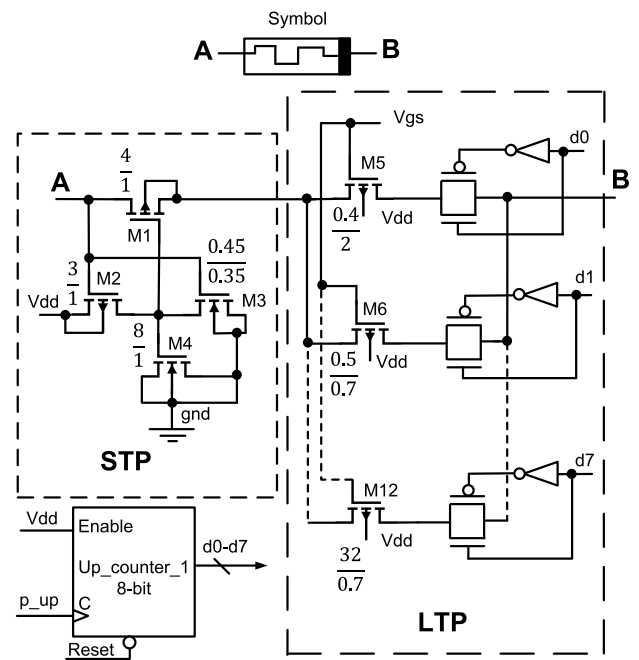 Symbol
A B
Vgs
d0
M5
Vdd
0.4
2
B
A
4
1
M1
0.45
0.35
M3
3
1
M2
Vdd
8
1
M4
gnd
STP
d1
M6
Vdd
0.5
0.7
d7
M12
Vdd
32
0.7
LTP
Vdd
Enable
Up_counter_1
8-bit
d0-d7
p_up
C
Reset